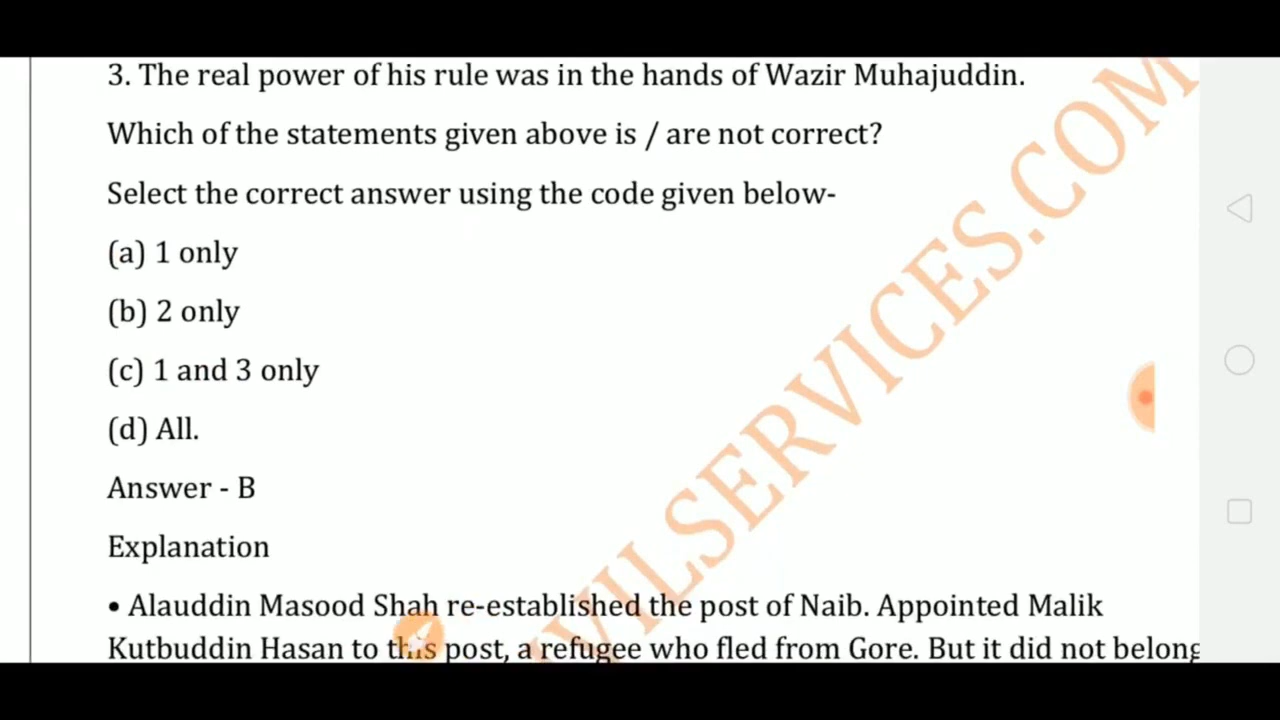 3. The real power of his rule was in the hands of Wazir Muhajuddin.
Which of the statements given above is / are not correct?
Select the correct answer using the code given below-
(a) 1 only
(b) 2 only
(c) 1 and 3 only
(d) All.
Answer - B
Explanation
• Alauddin Masood Shah re-established the post of Naib. Appointed Malik
Kutbuddin Hasan to this post, a refugee who fled from Gore. But it did not belong
VILSERVICES.COM